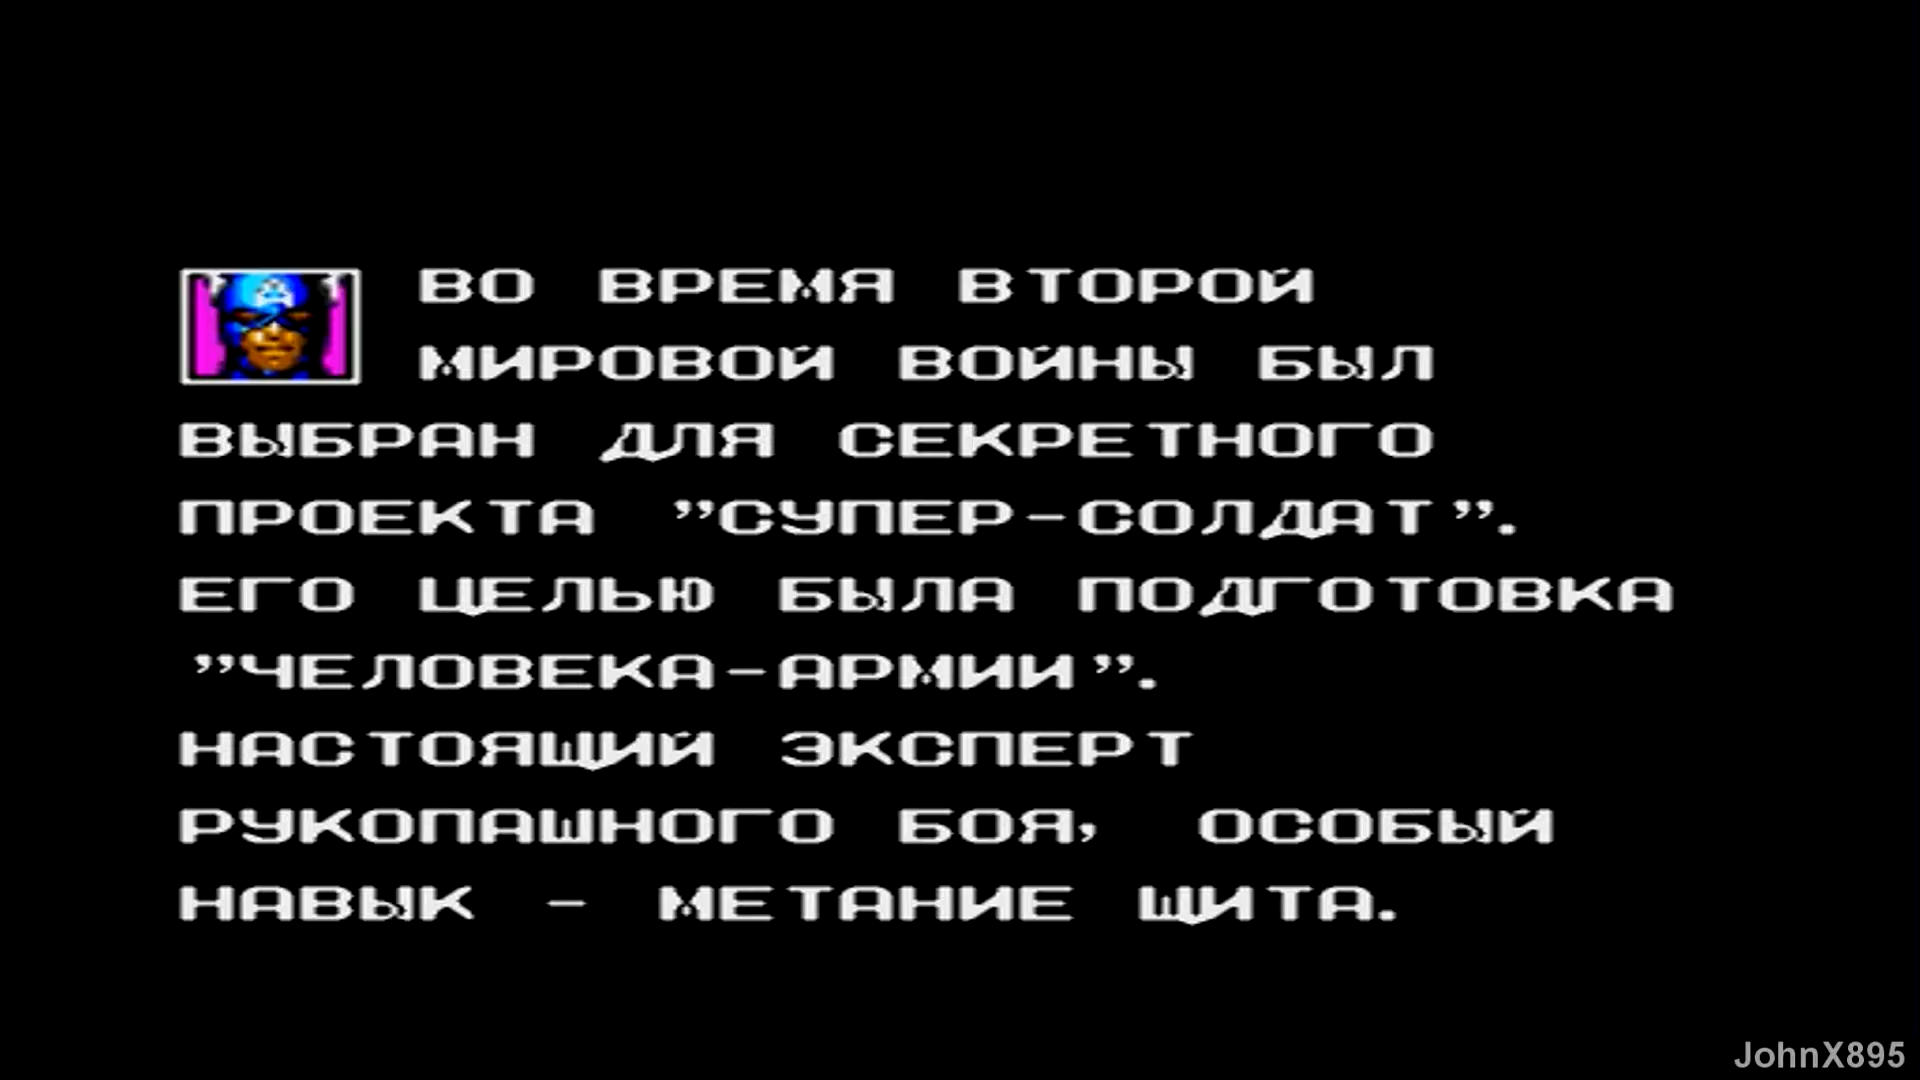 ВО ВРЕМЯ ВТОРОЙ
МИРОВОЙ ВОЙНЫ БЫЛ
ВЫБРАН ДЛЯ СЕКРЕТНОГО
ПРОЕКТА ”СУПЕР-СОЛДАТ”.
ЕГО ЦЕЛЬЮ БЫЛА ПОДГОТОВКА
”ЧЕЛОВЕКА-АРМИИ”.
НАСТОЯЩИЙ ЭКСПЕРТ
РУКОПАШНОГО БОЯ, ОСОБЫЙ
НАВЫК - МЕТАНИЕ ЩИТА.
JohnX895